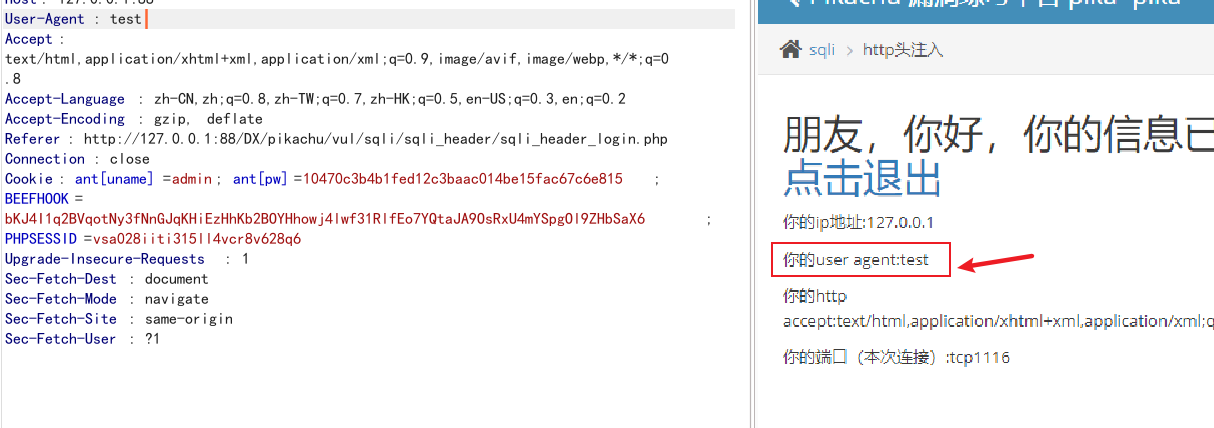 User-Agent : test
Accept :
text/html,application/xhtml+xml,application/xml;q=0.9,image/avif,image/webp,*/*;q=0
.8
Accept-Language : zh-CN,zh;q=0.8,zh-TW;q=0.7,zh-HK;q=0.5,en-US;q=0.3,en;q=0.2
Accept-Encoding : gzip, deflate
Referer : http://127.0.0.1:88/DX/pikachu/vul/sqli/sqli_header/sqli_header_login.php
Connection : close
Cookie : ant[uname] =admin ; ant[pw] =10470c3b4b1fed12c3baac014be15fac67c6e815 ;
BEEFHOOK =
PHPSESSID =vsa028iiti315ll4vcr8v628q6
Upgrade-Insecure-Requests : 1
Sec-Fetch-Dest : document
Sec-Fetch-Mode : navigate
Sec-Fetch-Site : same-origin
Sec-Fetch-User : ?1
sqli > http头注入
朋友，你好，你的信息已
点击退出
你的ip地址:127.0.0.1
你的user agent:test
你的http
accept:text/html,application/xhtml+xml,application/xml;q
你的端口（本次连接）:tcp1116